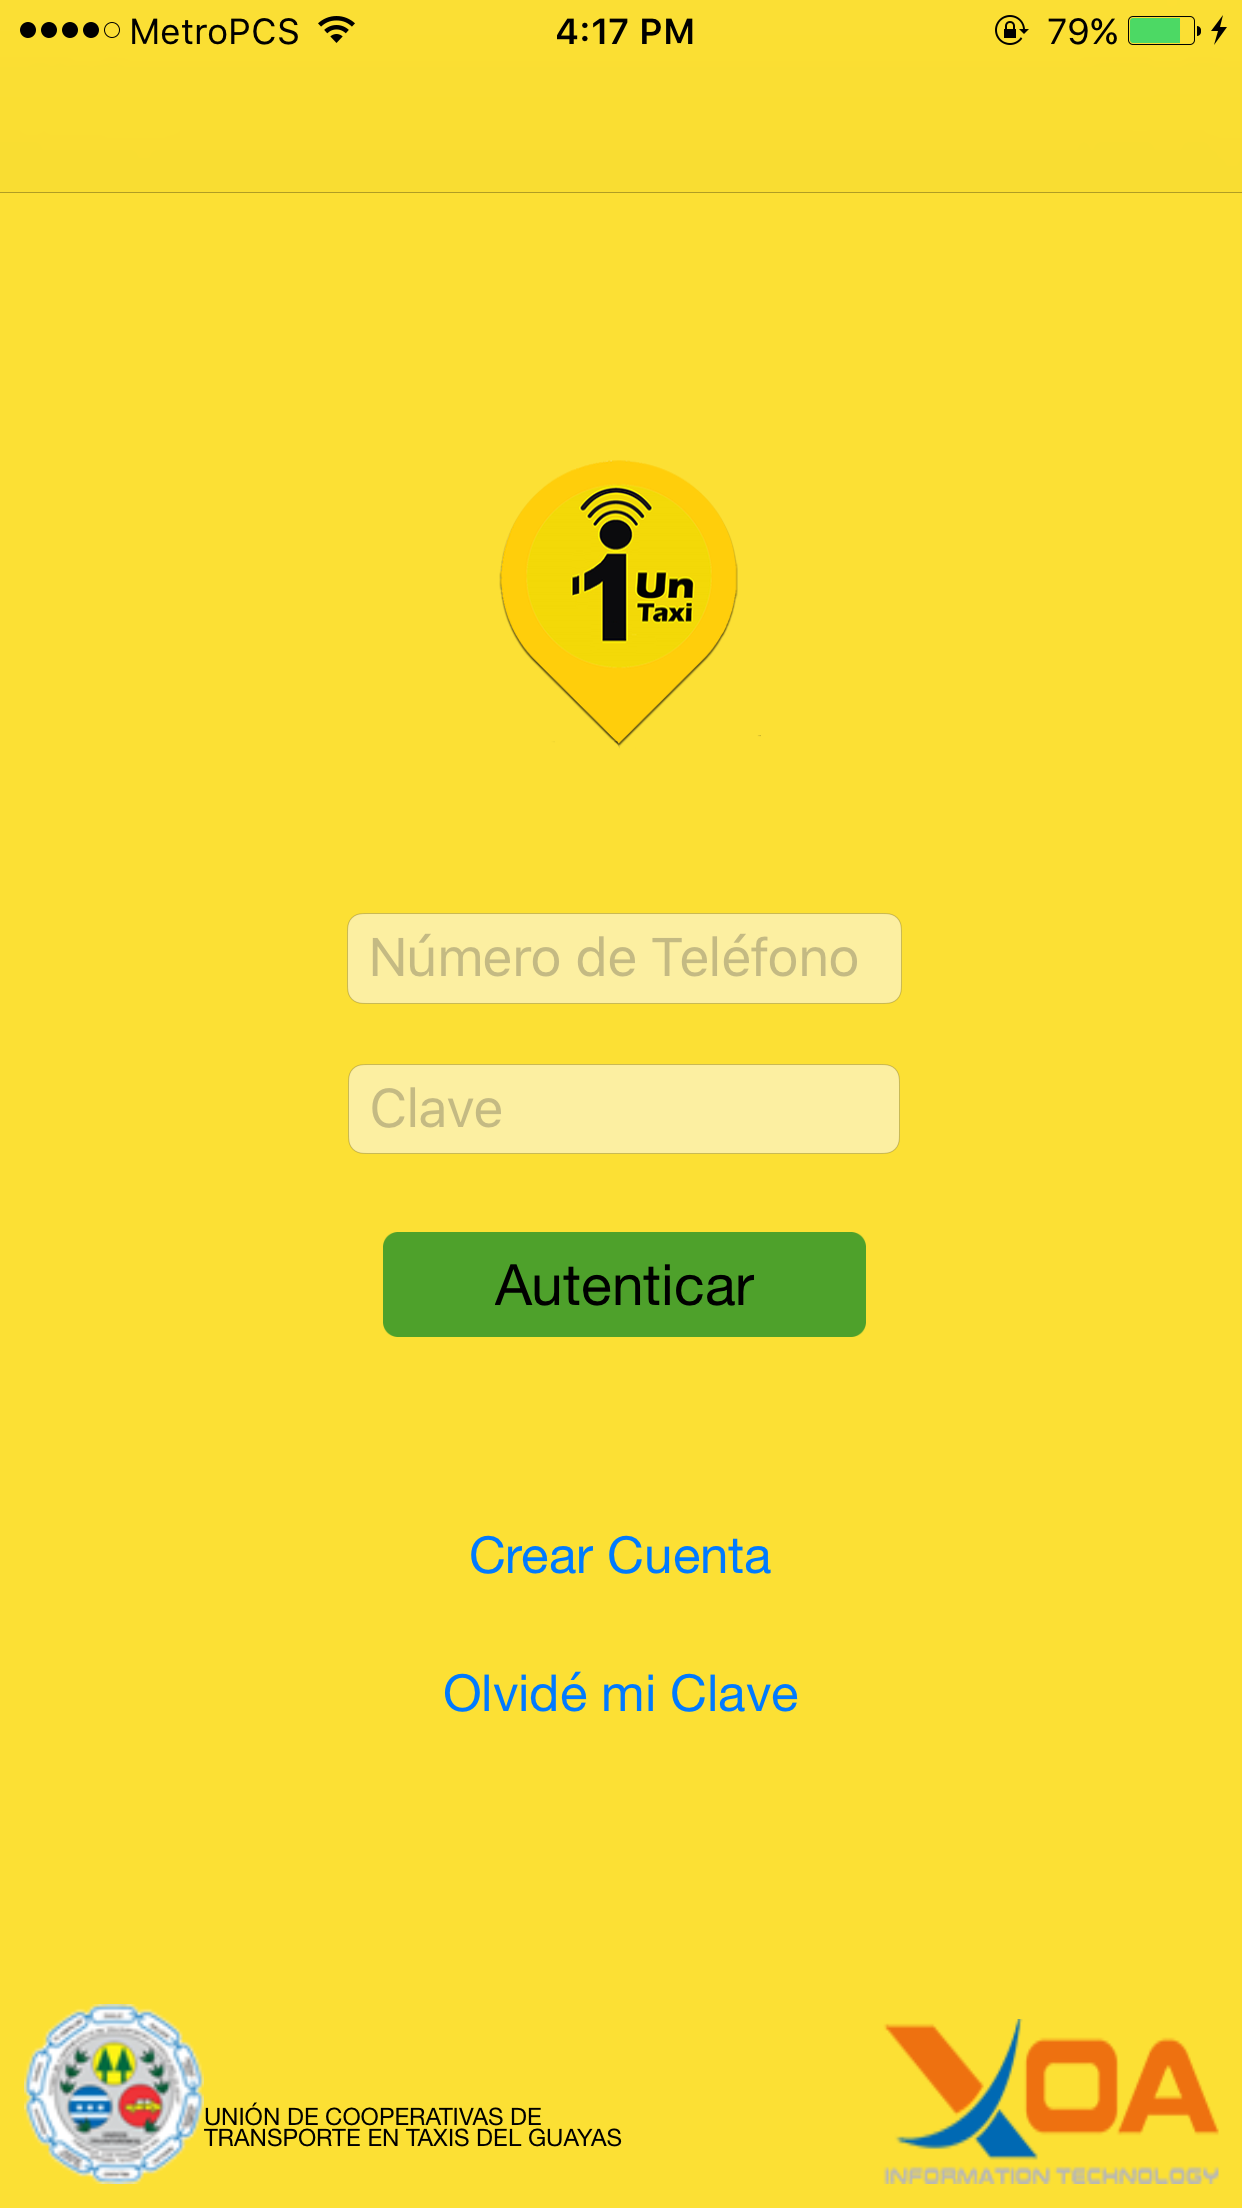 MetroPCS 4:17 PM 79%
1 Un
Taxi
Número de Teléfono
Clave
Autenticar
Crear Cuenta
Olvidé mi Clave
UNIÓN DE COOPERATIVAS DE
TRANSPORTE EN TAXIS DEL GUAYAS
XOA
INFORMATION TECHNOLOGY